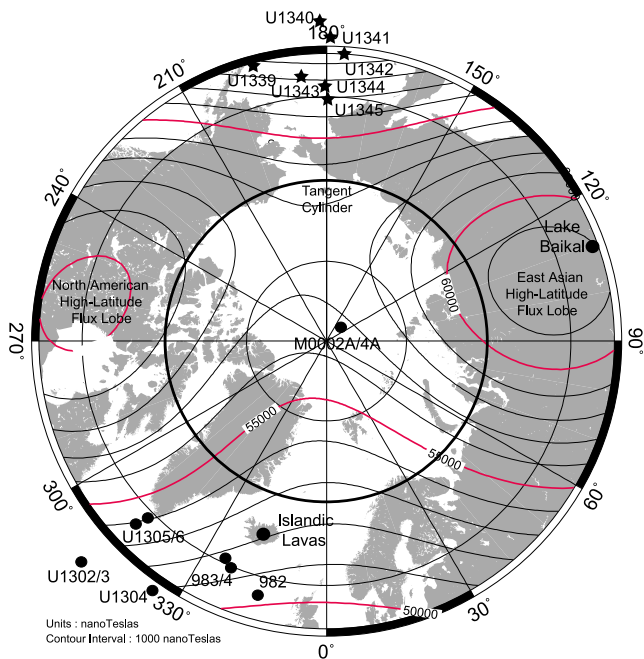 U1340
180°
U1341
U1339
U1342
U1343
U1344
U1345
210°
150°
240°
120°
Tangent
Cylinder
Lake
Baikal
North American
High-Latitude
Flux Lobe
60000
East Asian
High-Latitude
Flux Lobe
270°
M0002A/4A
90°
55000
55000
300°
60°
Islandic
Lavas
U1305/6
U1302/3
983/4
982
U1304
330°
50000
30°
0°
Units : nanoTeslas
Contour Interval : 1000 nanoTeslas